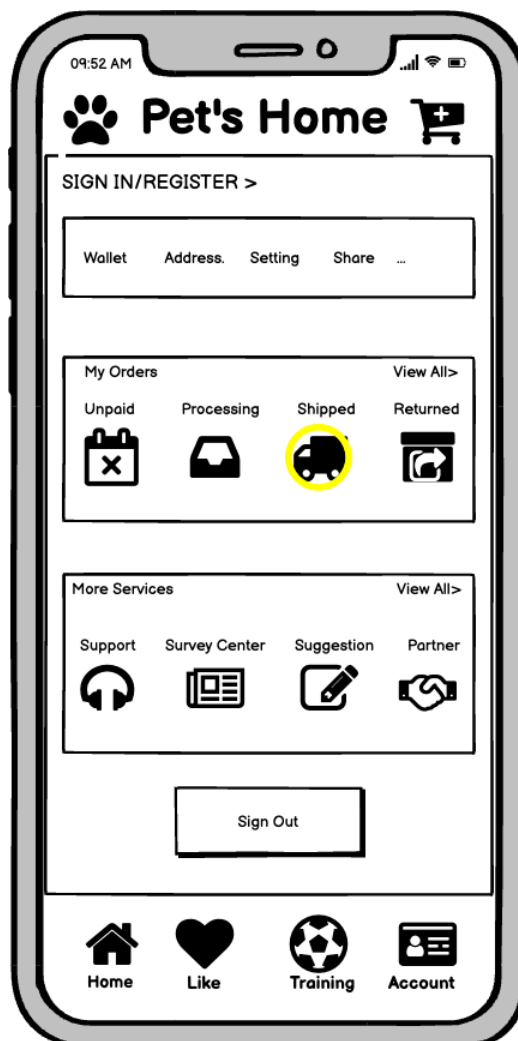 09:52 AM
Pet's Home
SIGN IN/REGISTER >
Wallet Address. Setting Share ...
My Orders View All>
Unpaid Processing Shipped Returned
More Services View All>
Support Survey Center Suggestion Partner
Sign Out
Home Like Training Account